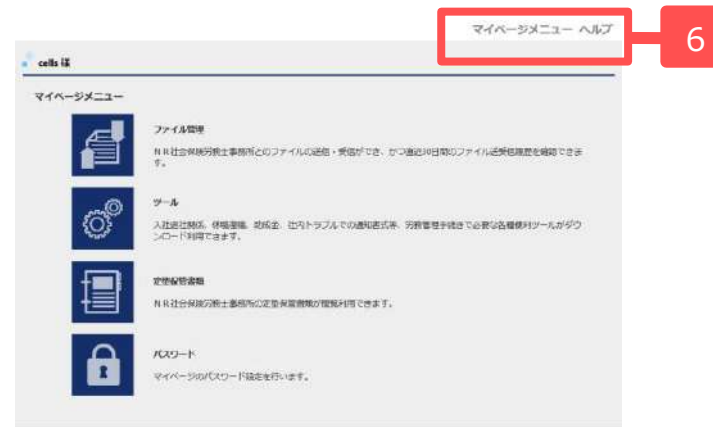 マイページメニュー ヘルプ
6
cells 様
マイページメニュー
ファイル管理
NR社会保険労務士事務所とのファイルの送信・受信ができ、かつ直近30日間のファイル送受信履歴を確認できま
す。
ツール
入社退社関係、休職復職、助成金、社内トラブルでの通知書式等、労務管理手続きで必要な各種便利ツールがダウ
ンロード利用できます。
定型保管書類
NR社会保険労務士事務所の定型保管書類が閲覧利用できます。
パスワード
マイページのパスワード設定を行います。